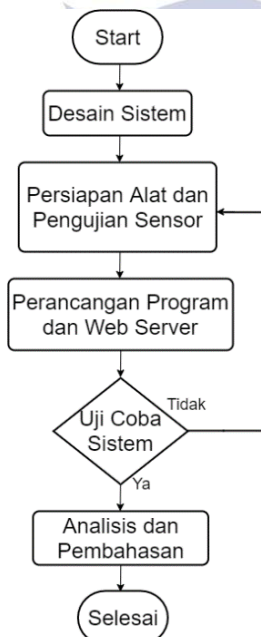 Start
Desain Sistem
Persiapan Alat dan
Pengujian Sensor
Perancangan Program
dan Web Server
Uji Coba
Sistem
Tidak
Ya
Analisis dan
Pembahasan
Selesai